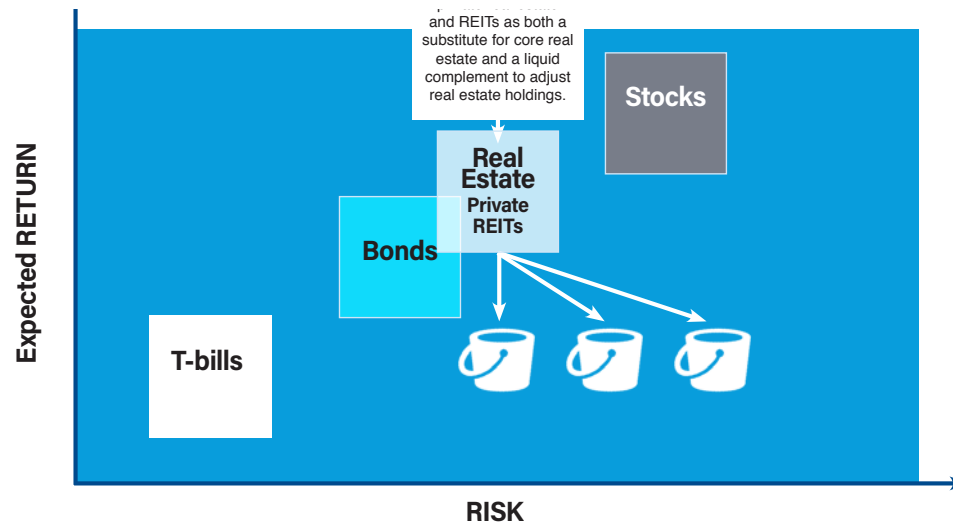 and REITs as both a
substitute for core real
estate and a liquid
complement to adjust
real estate holdings.
Stocks
Real
Estate
Private
REITs
Bonds
T-bills
Expected RETURN
RISK